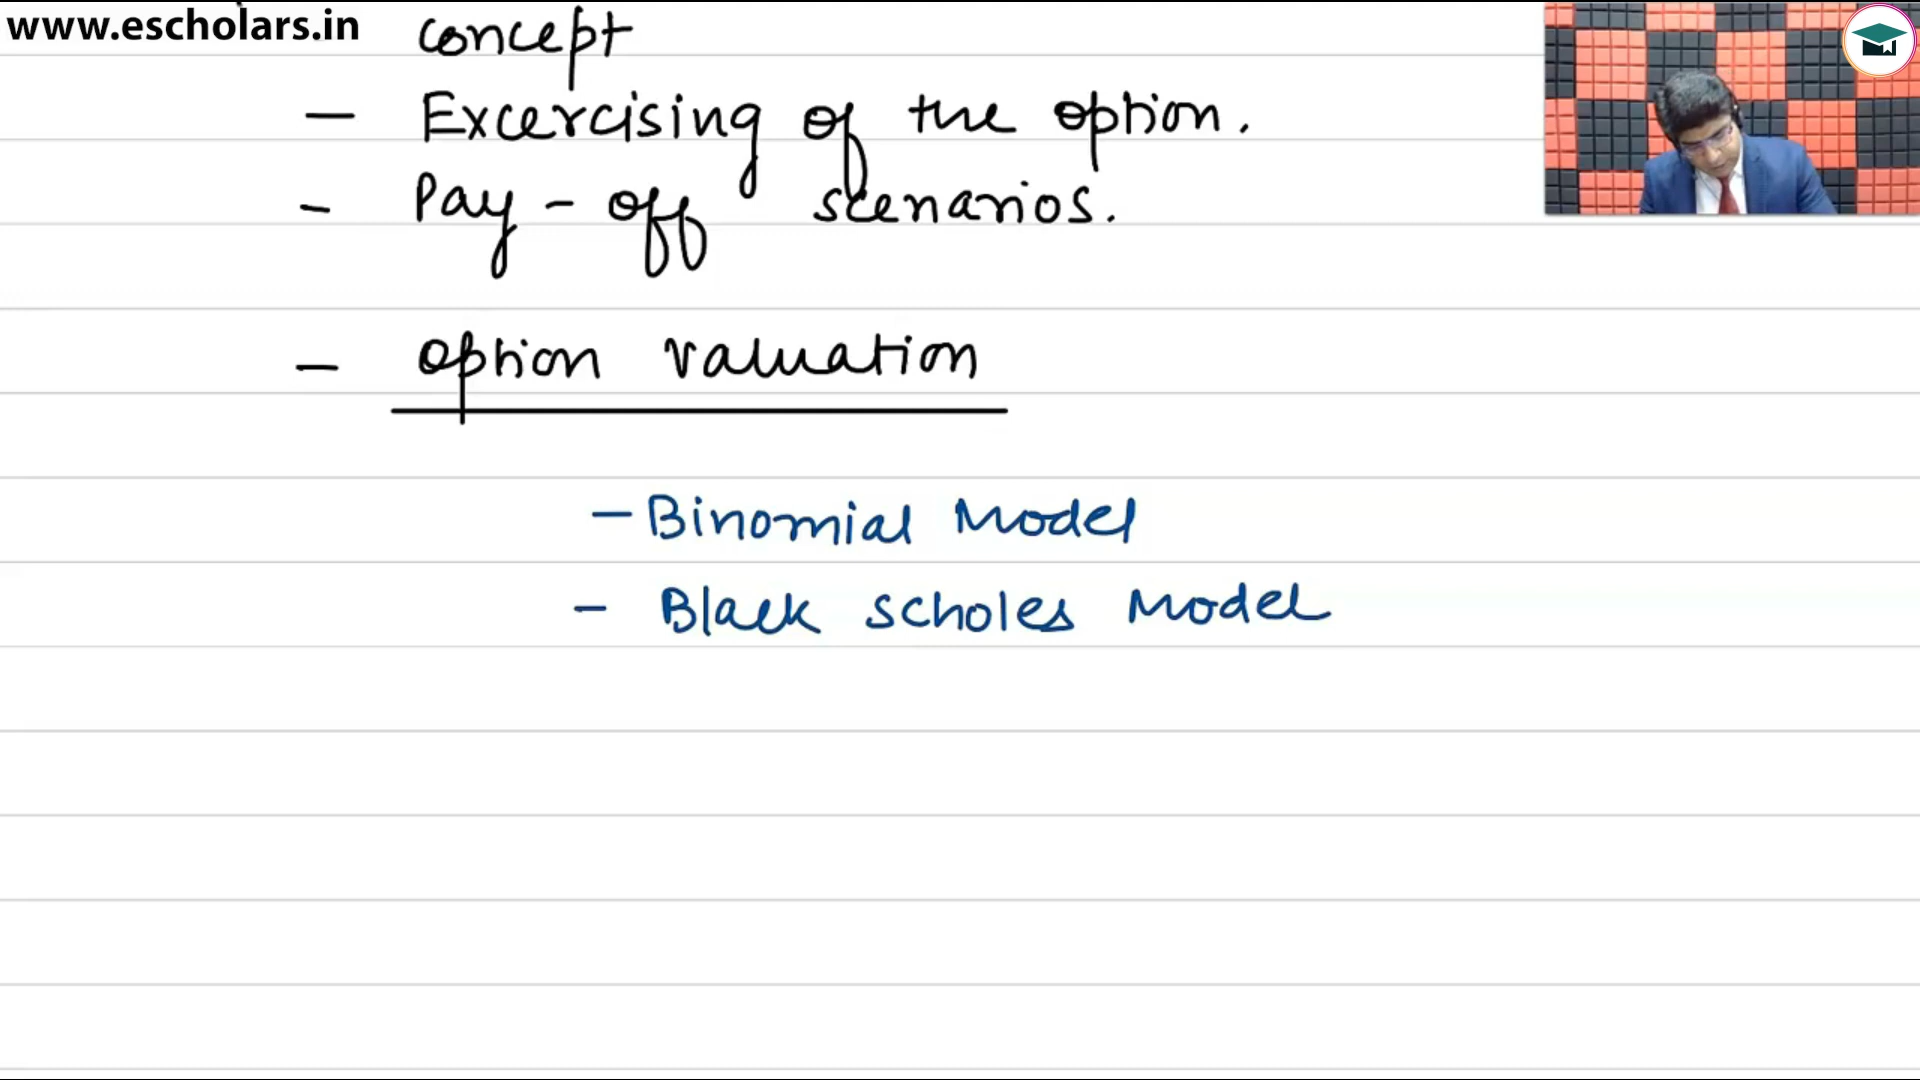 www.escholars.in
concept
- Excercising of the option.
- Pay-off scenarios.
- option valuation
- Binomial Model
- Black scholes Model